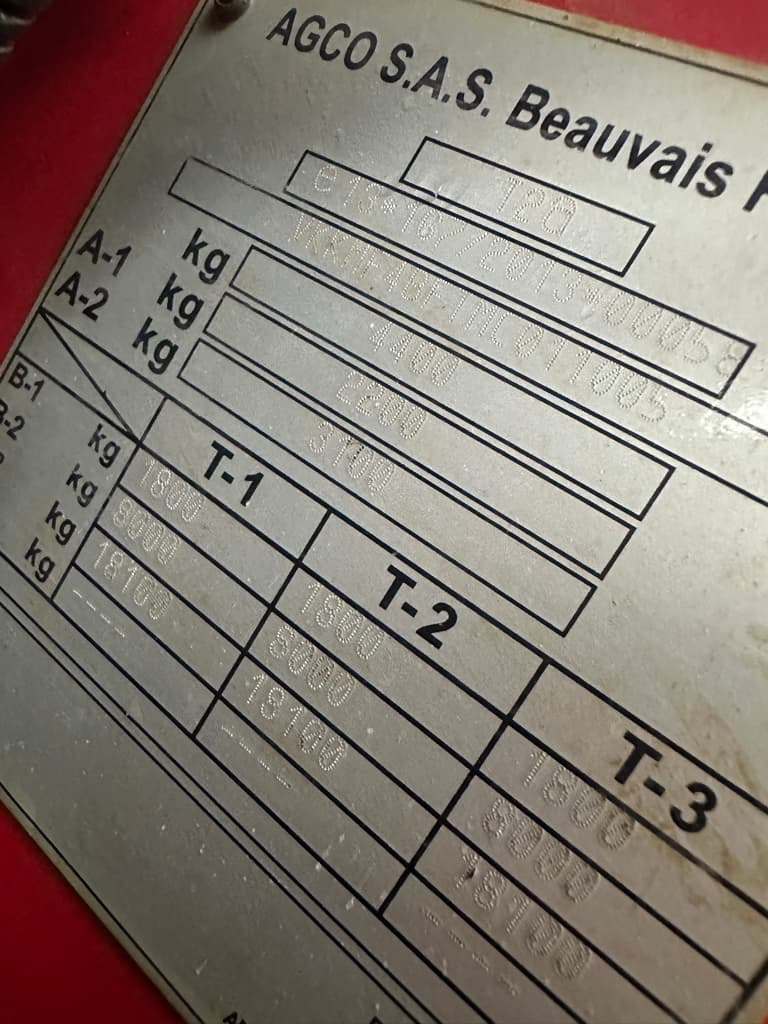 AGCO S.A.S. Beauvais
T2a
e13*167/2013*00058
kg 4400
A-1 kg 2200
A-2 kg 3100
T-1 T-2 T-3
B-1 kg 1800 1800 1800
B-2 kg 8000 8000 8000
kg 18100 18100 18100
kg ---- ---- ----